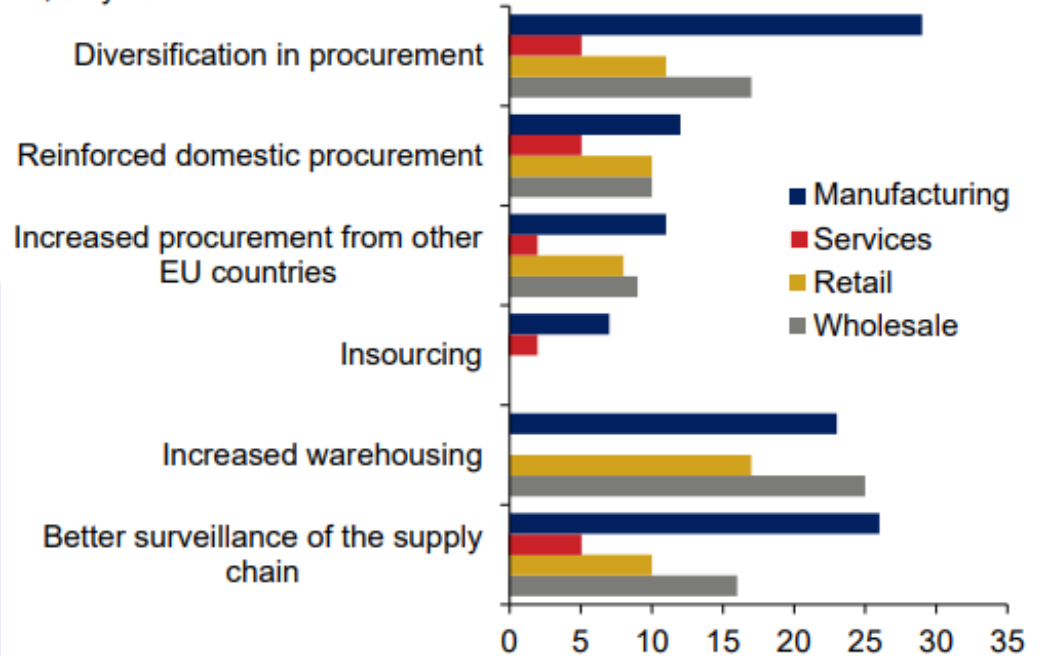 Diversification in procurement
Reinforced domestic procurement
Increased procurement from other
EU countries
Insourcing
Increased warehousing
Better surveillance of the supply
chain
Manufacturing
Services
Retail
Wholesale
0 5 10 15 20 25 30 35